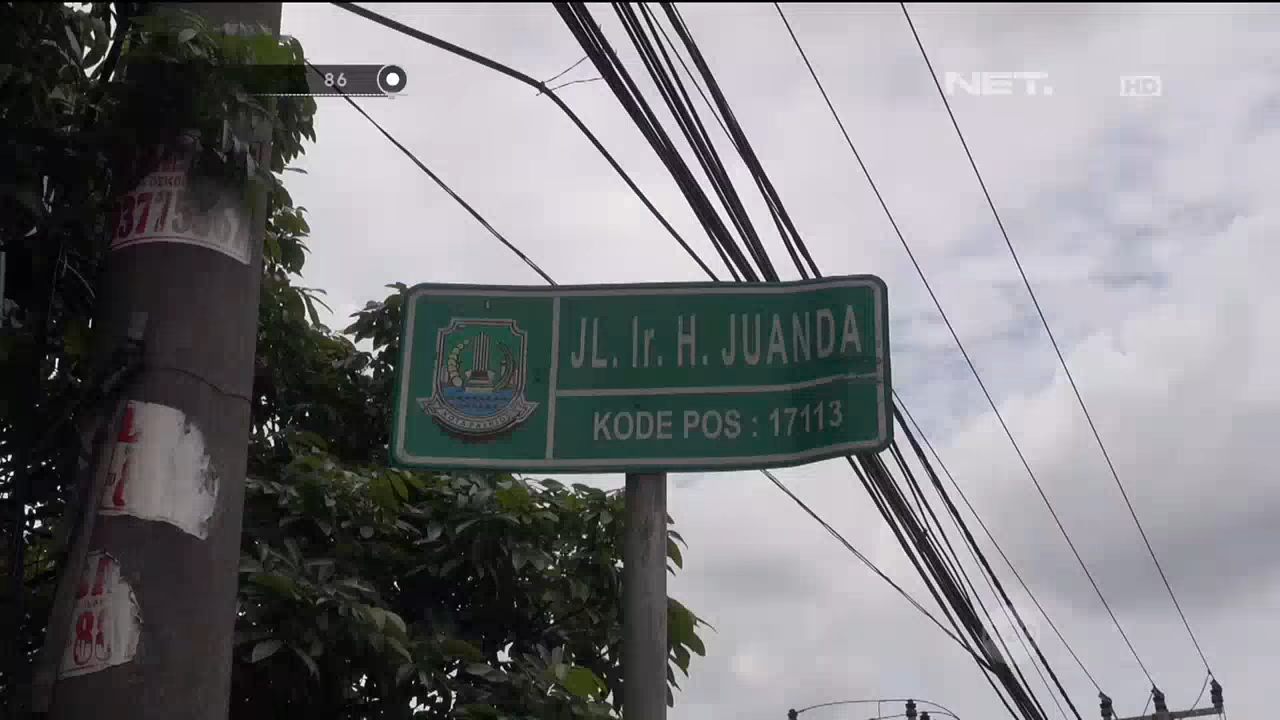 86
NET.
HD
JL. Ir. H. JUANDA
KODE POS : 17113